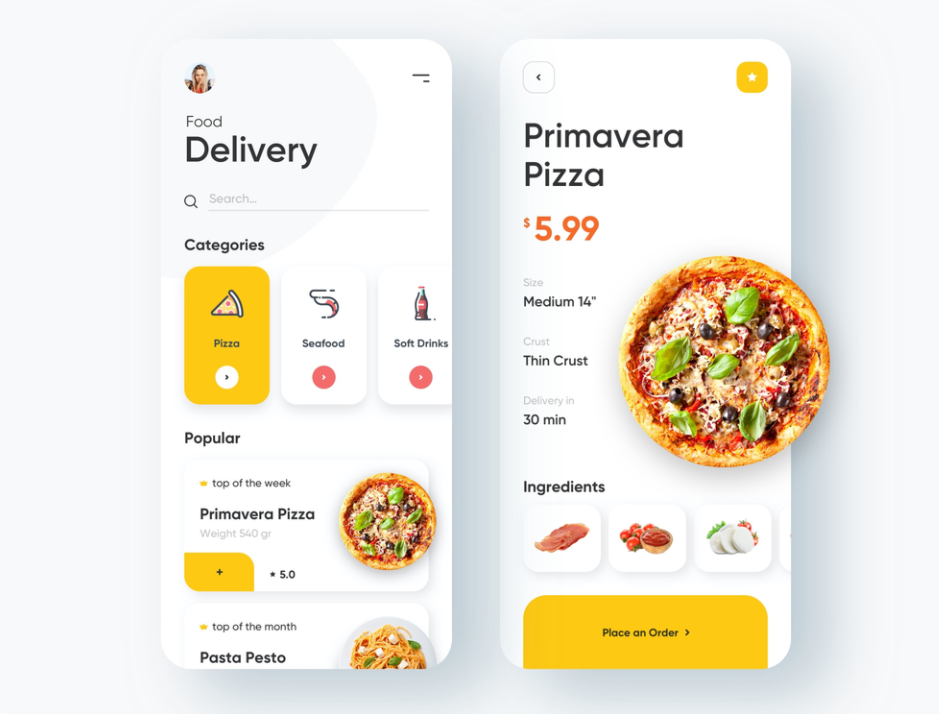 Food
Delivery
Search...
Categories
Pizza
Seafood
Soft Drinks
Popular
top of the week
Primavera Pizza
Weight 540 gr
+
5.0
top of the month
Pasta Pesto
Primavera
Pizza
$ 5.99
Size
Medium 14"
Crust
Thin Crust
Delivery in
30 min
Ingredients
Place an Order